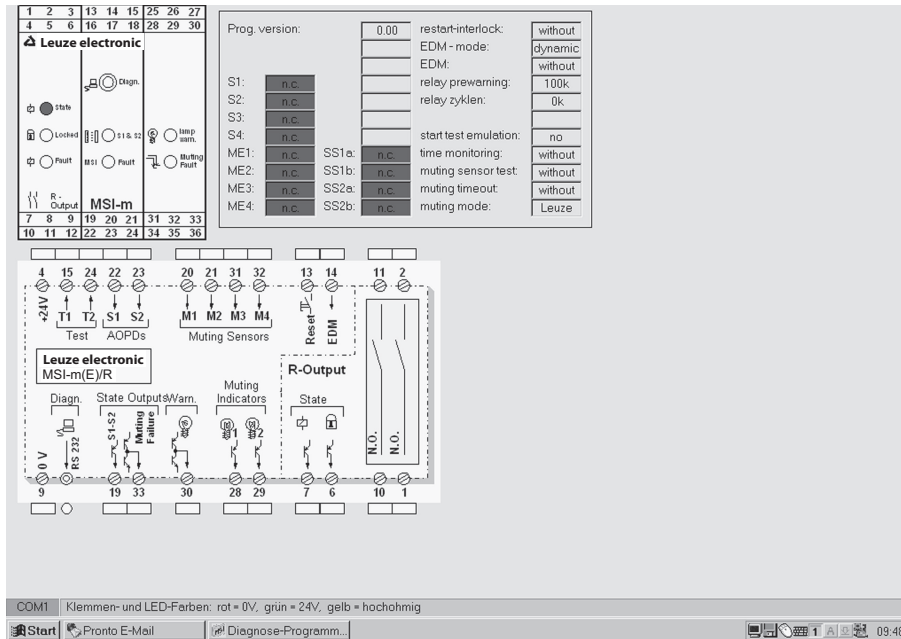 1 2 3 13 14 15 25 26 27
4 5 6 16 17 18 28 29 30
Leuze electronic
Diagn.
State
Locked S1 & S2 lamp warn.
Fault MSI Fault Muting Fault
R-Output MSI-m
7 8 9 19 20 21 31 32 33
10 11 12 22 23 24 34 35 36
Prog. version: 0.00 restart-interlock: without
EDM - mode: dynamic
EDM: without
S1: n.c. relay prewarning: 100k
S2: n.c. relay zyklen: 0k
S3: n.c.
S4: n.c. start test emulation: no
ME1: n.c. SS1a: n.c. time monitoring: without
ME2: n.c. SS1b: n.c. muting sensor test: without
ME3: n.c. SS2a: n.c. muting timeout: without
ME4: n.c. SS2b: n.c. muting mode: Leuze
4 15 24 22 23 20 21 31 32 13 14 11 2
+24V T1 T2 S1 S2 M1 M2 M3 M4 Reset EDM
Test AOPDs Muting Sensors
Leuze electronic
MSI-m(E)/R
R-Output
Diagn. State Outputs Warn. Muting Indicators State
1 2
0 V RS 232 S1-S2 Muting Failure N.O. N.O.
9 19 33 30 28 29 7 6 10 1
COM1 Klemmen- und LED-Farben: rot = 0V, grün = 24V, gelb = hochohmig
Start Pronto E-Mail Diagnose-Programm... 1 09:48